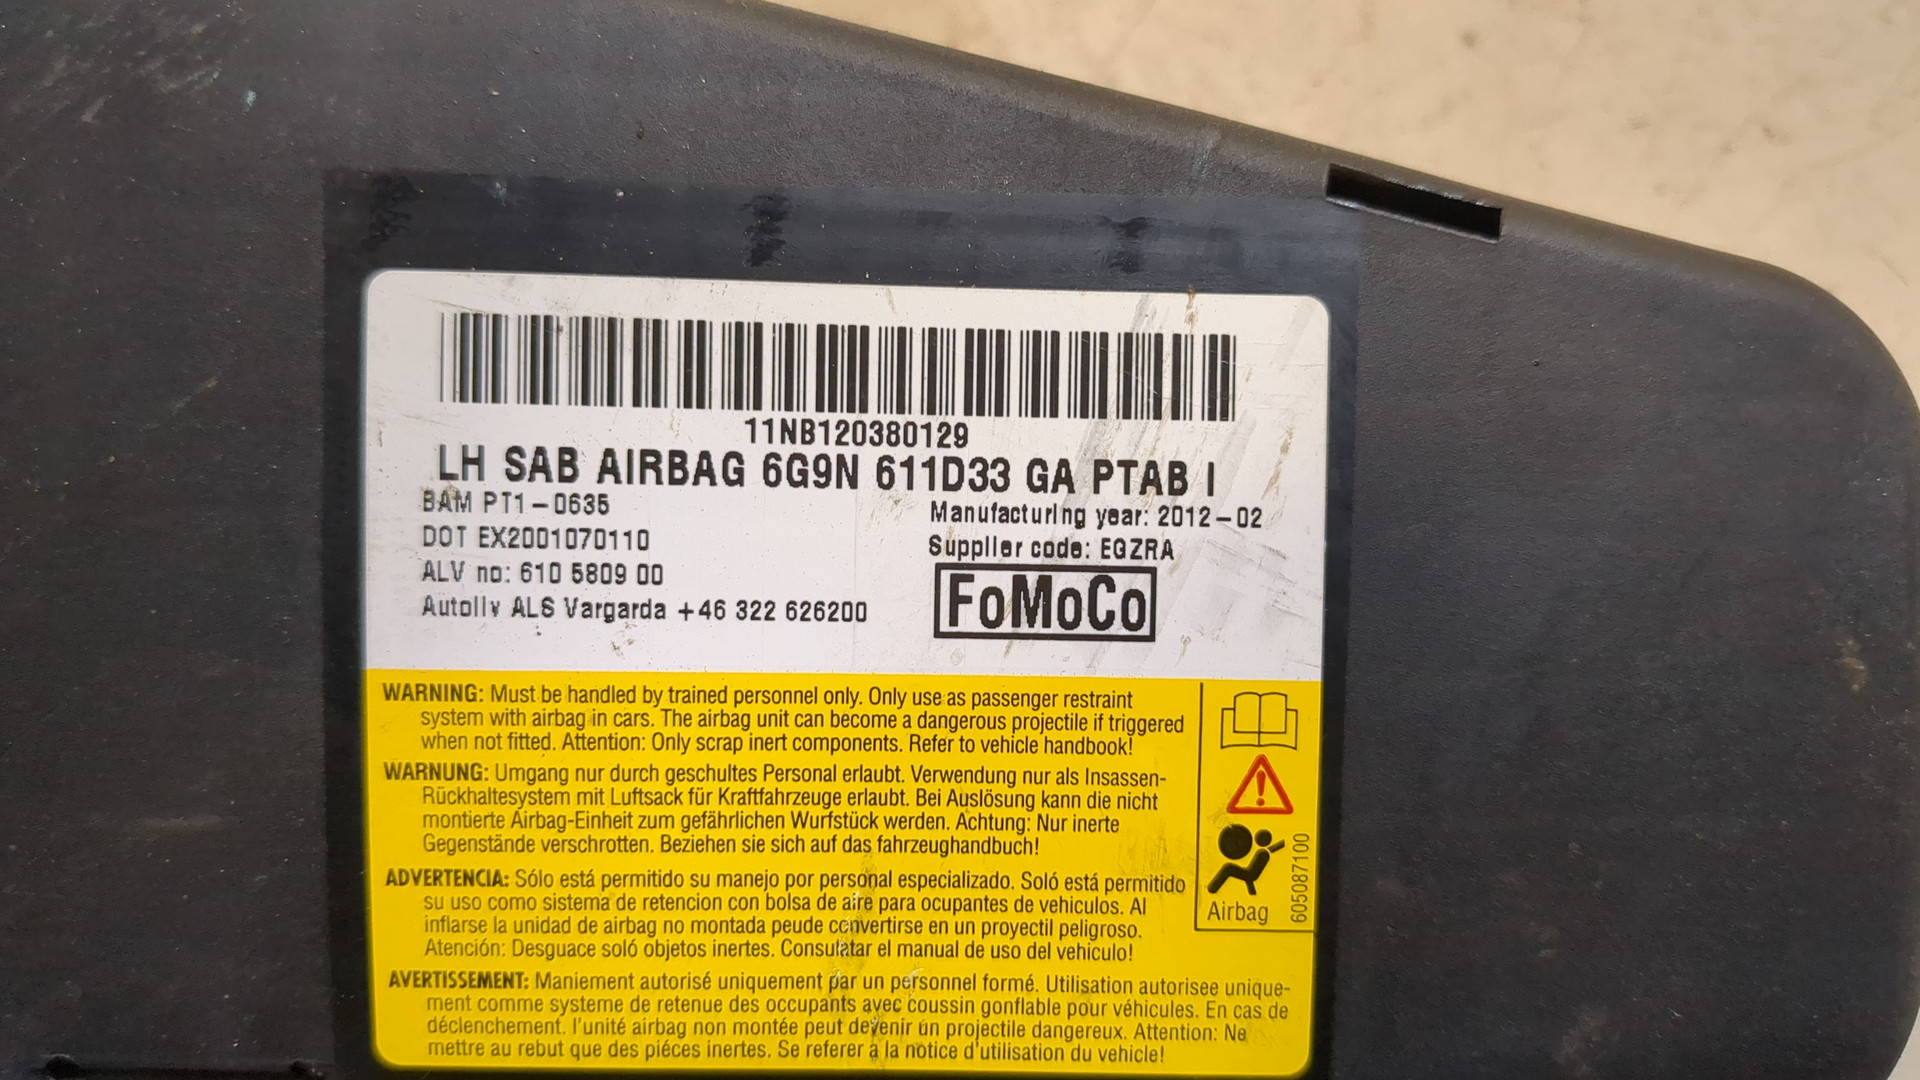 11NB120380129
LH SAB AIRBAG 6G9N 611D33 GA PTAB I
BAM PT1-0635
DOT EX2001070110
ALV no: 610 5809 00
Autoliv ALS Vargarda +46 322 626200
Manufacturing year: 2012-02
Supplier code: EGZRA
FoMoCo
WARNING: Must be handled by trained personnel only. Only use as passenger restraint
system with airbag in cars. The airbag unit can become a dangerous projectile if triggered
when not fitted. Attention: Only scrap inert components. Refer to vehicle handbook!
WARNUNG: Umgang nur durch geschultes Personal erlaubt. Verwendung nur als Insassen-
Rückhaltesystem mit Luftsack für Kraftfahrzeuge erlaubt. Bei Auslösung kann die nicht
montierte Airbag-Einheit zum gefährlichen Wurfstück werden. Achtung: Nur inerte
Gegenstände verschrotten. Beziehen sie sich auf das fahrzeughandbuch!
ADVERTENCIA: Sólo está permitido su manejo por personal especializado. Soló está permitido
su uso como sistema de retencion con bolsa de aire para ocupantes de vehiculos. Al
inflarse la unidad de airbag no montada peude convertirse en un proyectil peligroso.
Atención: Desguace soló objetos inertes. Consultar el manual de uso del vehiculo!
AVERTISSEMENT: Maniement autorisé uniquement par un personnel formé. Utilisation autorisee unique-
ment comme systeme de retenue des occupants avec coussin gonflable pour véhicules. En cas de
déclenchement. l'unité airbag non montée peut devenir un projectile dangereux. Attention: Ne
mettre au rebut que des piéces inertes. Se referer à la notice d'utilisation du vehicle!
Airbag
605087100